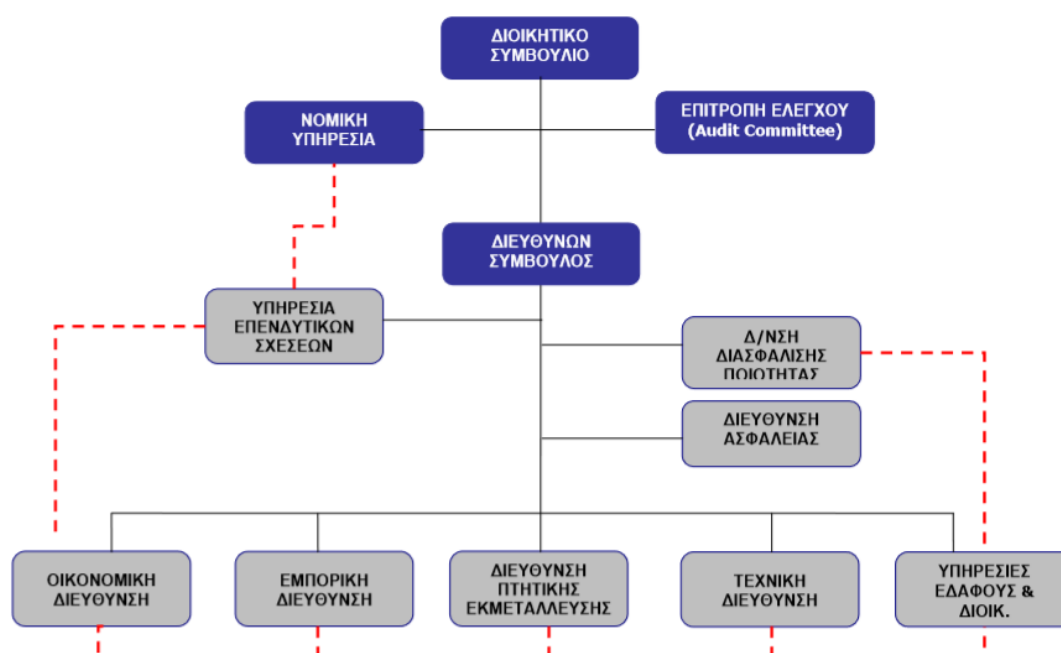 ΔΙΟΙΚΗΤΙΚΟ
ΣΥΜΒΟΥΛΙΟ
ΝΟΜΙΚΗ
ΥΠΗΡΕΣΙΑ
ΕΠΙΤΡΟΠΗ ΕΛΕΓΧΟΥ
(Audit Committee)
ΔΙΕΥΘΥΝΩΝ
ΣΥΜΒΟΥΛΟΣ
ΥΠΗΡΕΣΙΑ
ΕΠΕΝΔΥΤΙΚΩΝ
ΣΧΕΣΕΩΝ
Δ/ΝΣΗ
ΔΙΑΣΦΑΛΙΣΗΣ
ΠΟΙΟΤΗΤΑΣ
ΔΙΕΥΘΥΝΣΗ
ΑΣΦΑΛΕΙΑΣ
ΟΙΚΟΝΟΜΙΚΗ
ΔΙΕΥΘΥΝΣΗ
ΕΜΠΟΡΙΚΗ
ΔΙΕΥΘΥΝΣΗ
ΔΙΕΥΘΥΝΣΗ
ΠΤΗΤΙΚΗΣ
ΕΚΜΕΤΑΛΛΕΥΣΗΣ
ΤΕΧΝΙΚΗ
ΔΙΕΥΘΥΝΣΗ
ΥΠΗΡΕΣΙΕΣ
ΕΔΑΦΟΥΣ &
ΔΙΟΙΚ.